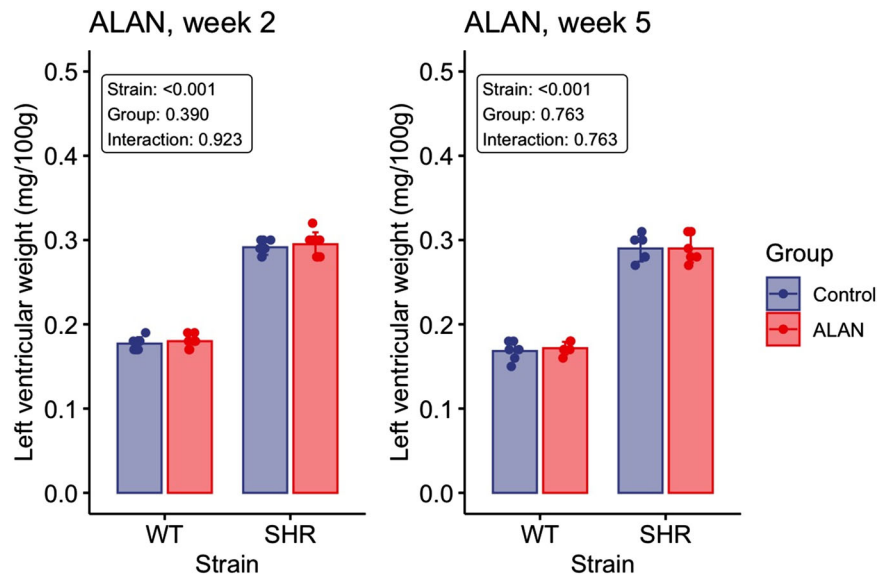 ALAN, week 2
Left ventricular weight (mg/100g)
0.5
0.4
0.3
0.2
0.1
0.0
Strain: <0.001
Group: 0.390
Interaction: 0.923
WT SHR
Strain
ALAN, week 5
Left ventricular weight (mg/100g)
0.5
0.4
0.3
0.2
0.1
0.0
Strain: <0.001
Group: 0.763
Interaction: 0.763
WT SHR
Strain
Group
Control
ALAN